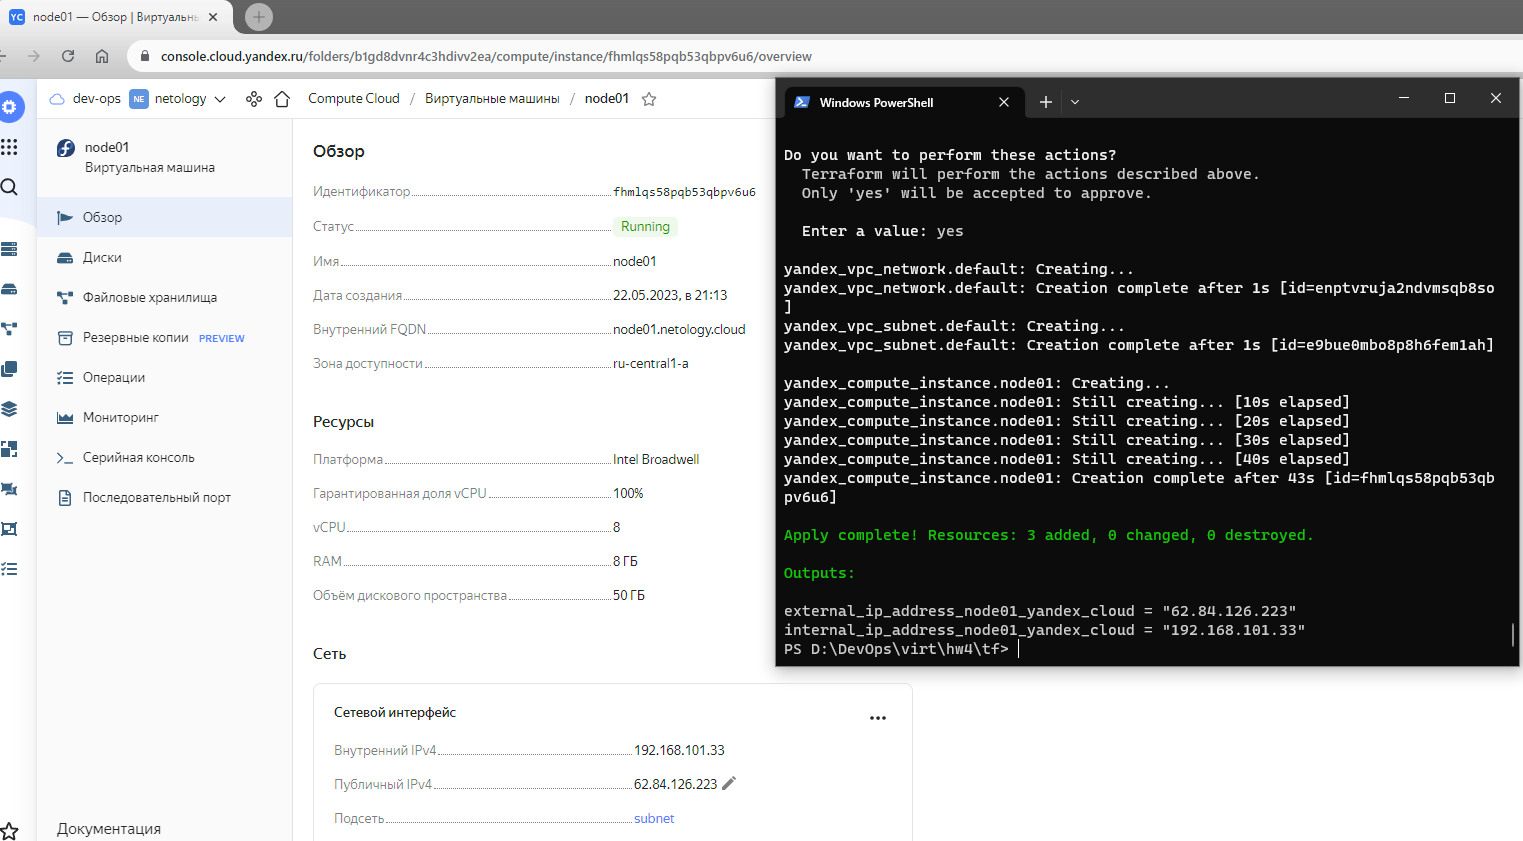 YC
node01 — Обзор | Виртуальн
console.cloud.yandex.ru/folders/b1gd8dvnr4c3hdivv2ea/compute/instance/fhmlqs58pqb53qbpv6u6/overview
dev-ops NE netology Compute Cloud / Виртуальные машины / node01
node01
Виртуальная машина
Обзор
Диски
Файловые хранилища
Резервные копии PREVIEW
Операции
Мониторинг
Серийная консоль
Последовательный порт
Документация
Обзор
Идентификатор fhmlqs58pqb53qbpv6u6
Статус Running
Имя node01
Дата создания 22.05.2023, в 21:13
Внутренний FQDN node01.netology.cloud
Зона доступности ru-central1-a
Ресурсы
Платформа Intel Broadwell
Гарантированная доля vCPU 100%
vCPU 8
RAM 8 ГБ
Объём дискового пространства 50 ГБ
Сеть
Сетевой интерфейс
Внутренний IPv4 192.168.101.33
Публичный IPv4 62.84.126.223
Подсеть subnet
Windows PowerShell
Do you want to perform these actions?
Terraform will perform the actions described above.
Only 'yes' will be accepted to approve.
Enter a value: yes
yandex_vpc_network.default: Creating...
yandex_vpc_network.default: Creation complete after 1s [id=enptvruja2ndvmsqb8so
]
yandex_vpc_subnet.default: Creating...
yandex_vpc_subnet.default: Creation complete after 1s [id=e9bue0mbo8p8h6fem1ah]
yandex_compute_instance.node01: Creating...
yandex_compute_instance.node01: Still creating... [10s elapsed]
yandex_compute_instance.node01: Still creating... [20s elapsed]
yandex_compute_instance.node01: Still creating... [30s elapsed]
yandex_compute_instance.node01: Still creating... [40s elapsed]
yandex_compute_instance.node01: Creation complete after 43s [id=fhmlqs58pqb53qb
pv6u6]
Apply complete! Resources: 3 added, 0 changed, 0 destroyed.
Outputs:
external_ip_address_node01_yandex_cloud = "62.84.126.223"
internal_ip_address_node01_yandex_cloud = "192.168.101.33"
PS D:\DevOps\virt\hw4\tf>